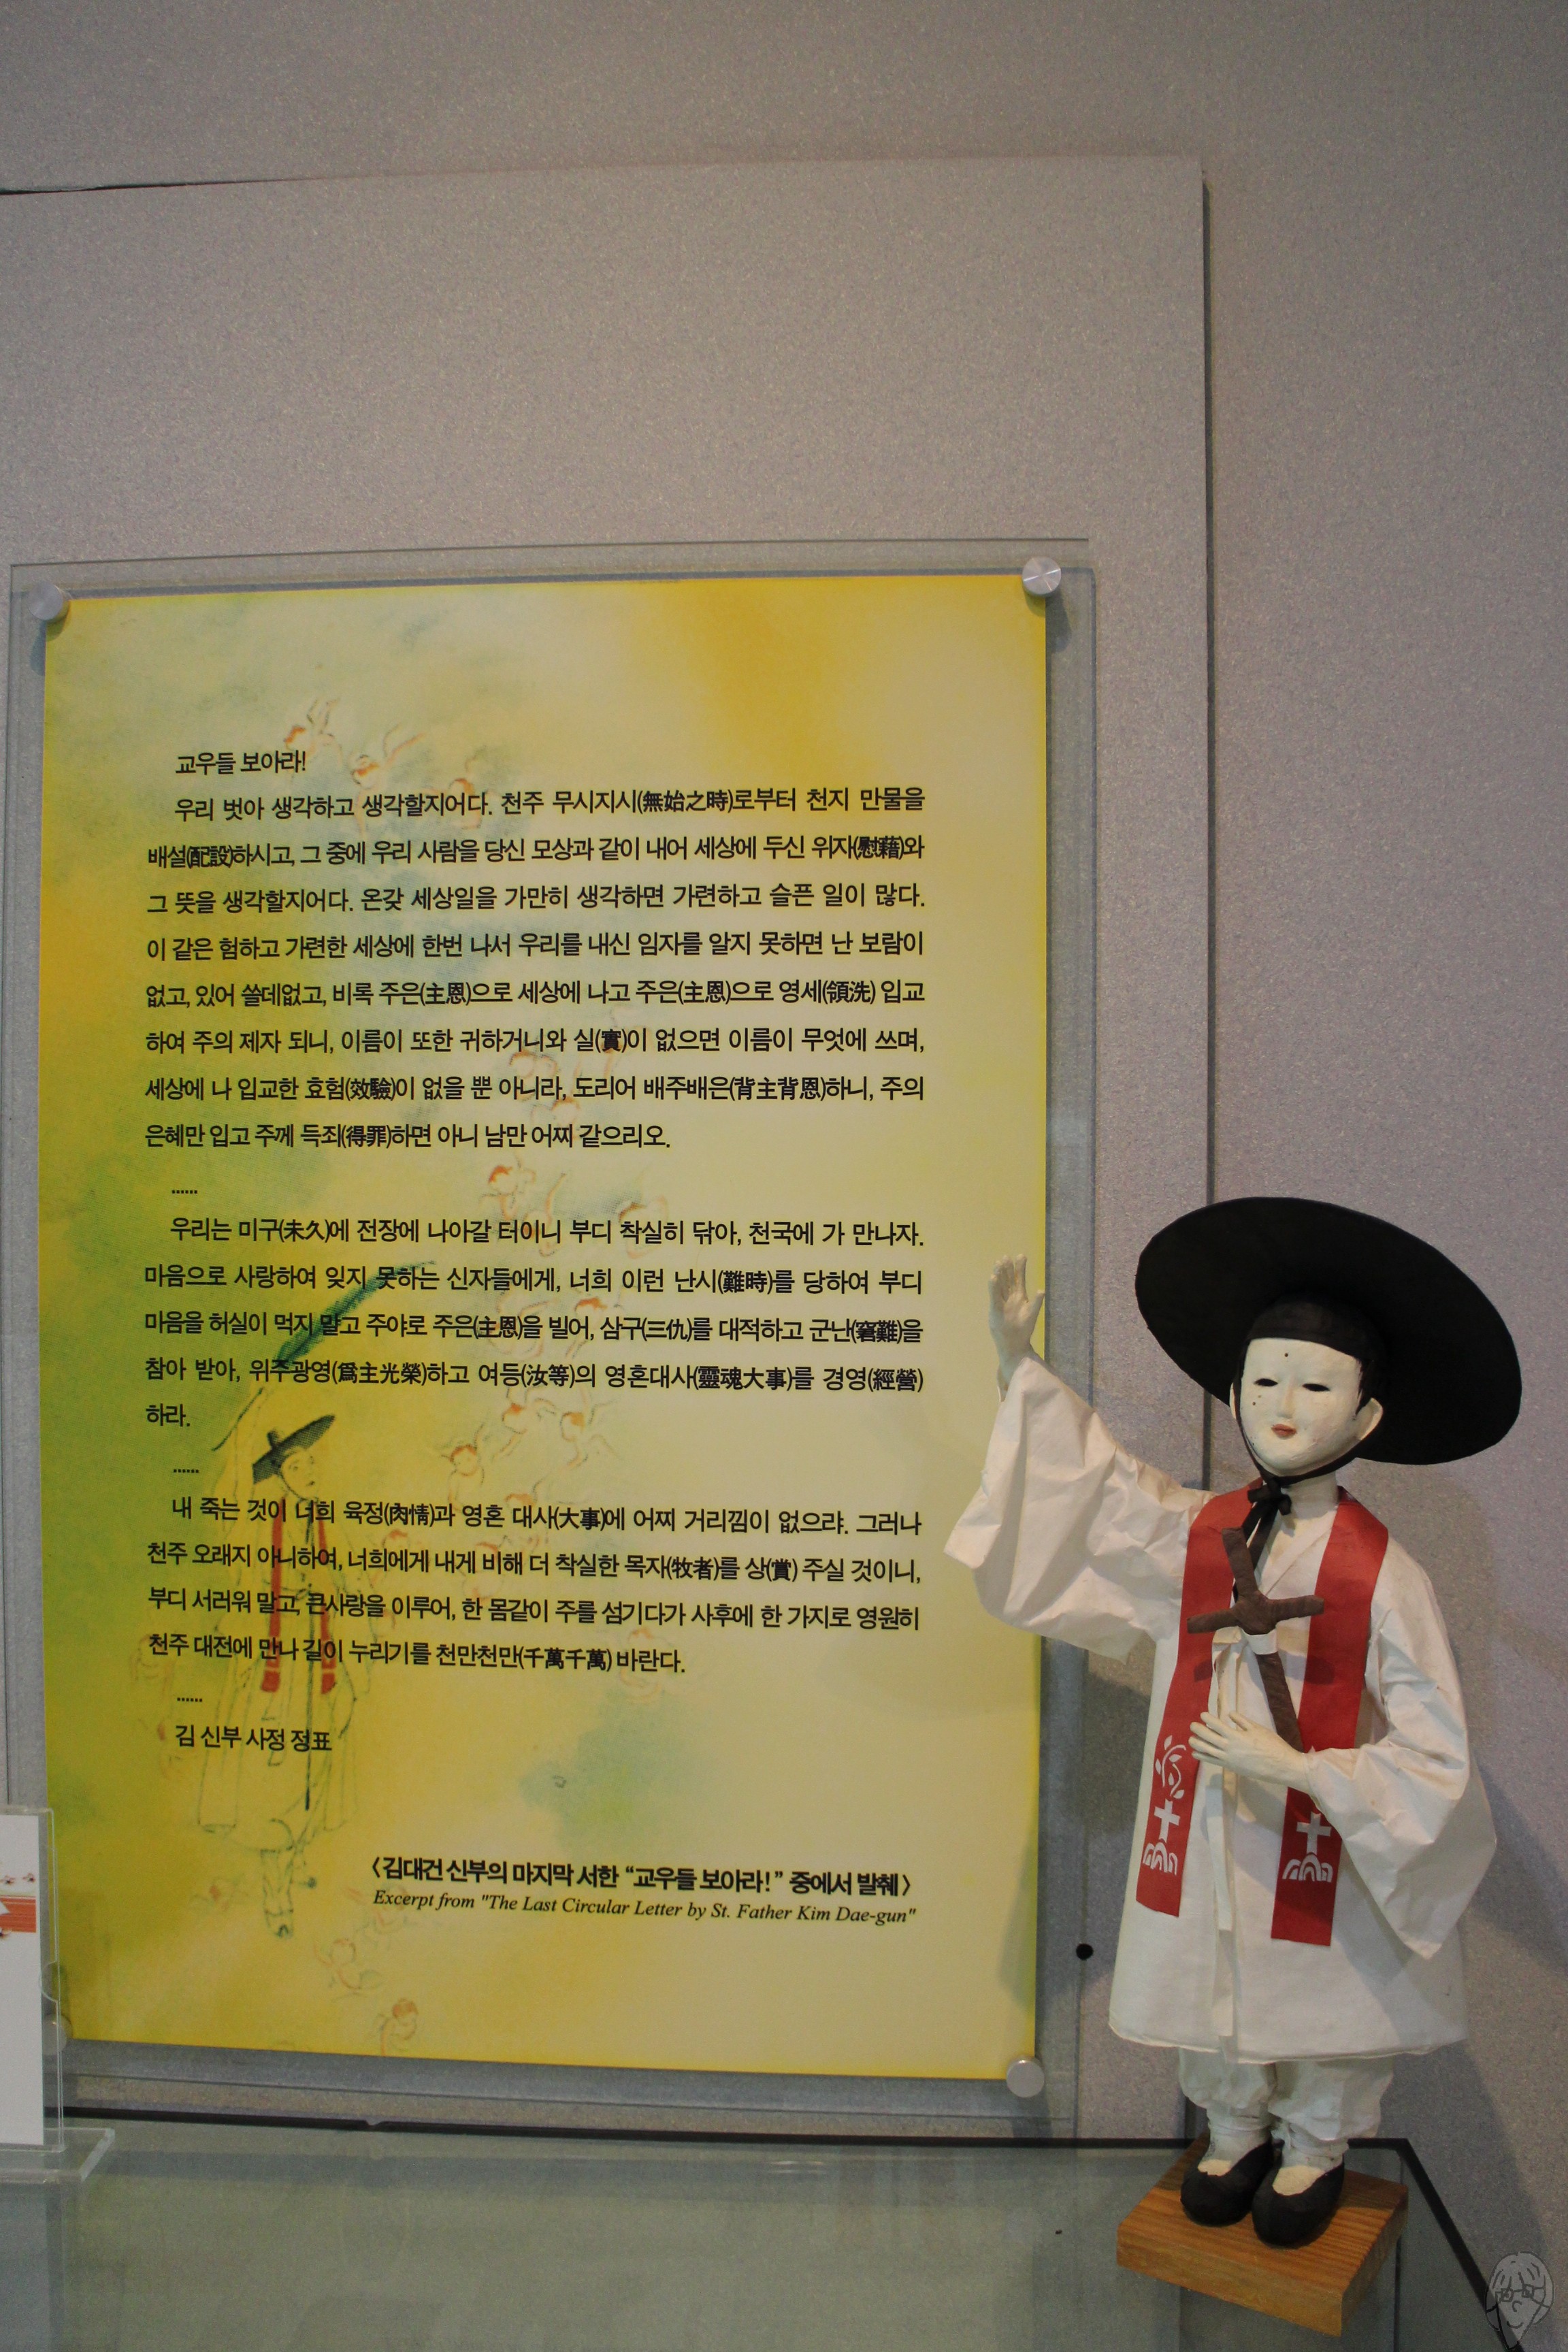 교우들 보아라!
우리 벗아 생각하고 생각할지어다. 천주 무시지시(無始之時)로부터 천지 만물을
배설(配設)하시고, 그 중에 우리 사람을 당신 모상과 같이 내어 세상에 두신 위자(慰藉)와
그 뜻을 생각할지어다. 온갖 세상일을 가만히 생각하면 가련하고 슬픈 일이 많다.
이 같은 험하고 가련한 세상에 한번 나서 우리를 내신 임자를 알지 못하면 난 보람이
없고, 있어 쓸데없고, 비록 주은(主恩)으로 세상에 나고 주은(主恩)으로 영세(領洗) 입교
하여 주의 제자 되니, 이름이 또한 귀하거니와 실(實)이 없으면 이름이 무엇에 쓰며,
세상에 나 입교한 효험(效驗)이 없을 뿐 아니라, 도리어 배주배은(背主背恩)하니, 주의
은혜만 입고 주께 득죄(得罪)하면 아니 남만 어찌 같으리오.
......
우리는 미구(未久)에 전장에 나아갈 터이니 부디 착실히 닦아, 천국에 가 만나자.
마음으로 사랑하여 잊지 못하는 신자들에게, 너희 이런 난시(難時)를 당하여 부디
마음을 허실이 먹지 말고 주야로 주은(主恩)을 빌어, 삼구(三仇)를 대적하고 군난(窘難)을
참아 받아, 위주광영(爲主光榮)하고 여등(汝等)의 영혼대사(靈魂大事)를 경영(經營)
하라.
......
내 죽는 것이 너희 육정(肉情)과 영혼 대사(大事)에 어찌 거리낌이 없으랴. 그러나
천주 오래지 아니하여, 너희에게 내게 비해 더 착실한 목자(牧者)를 상(賞) 주실 것이니,
부디 서러워 말고, 큰사랑을 이루어, 한 몸같이 주를 섬기다가 사후에 한 가지로 영원히
천주 대전에 만나 길이 누리기를 천만천만(千萬千萬) 바란다.
......
김 신부 사정 정표
〈김대건 신부의 마지막 서한 “교우들 보아라!” 중에서 발췌〉
Excerpt from "The Last Circular Letter by St. Father Kim Dae-gun"